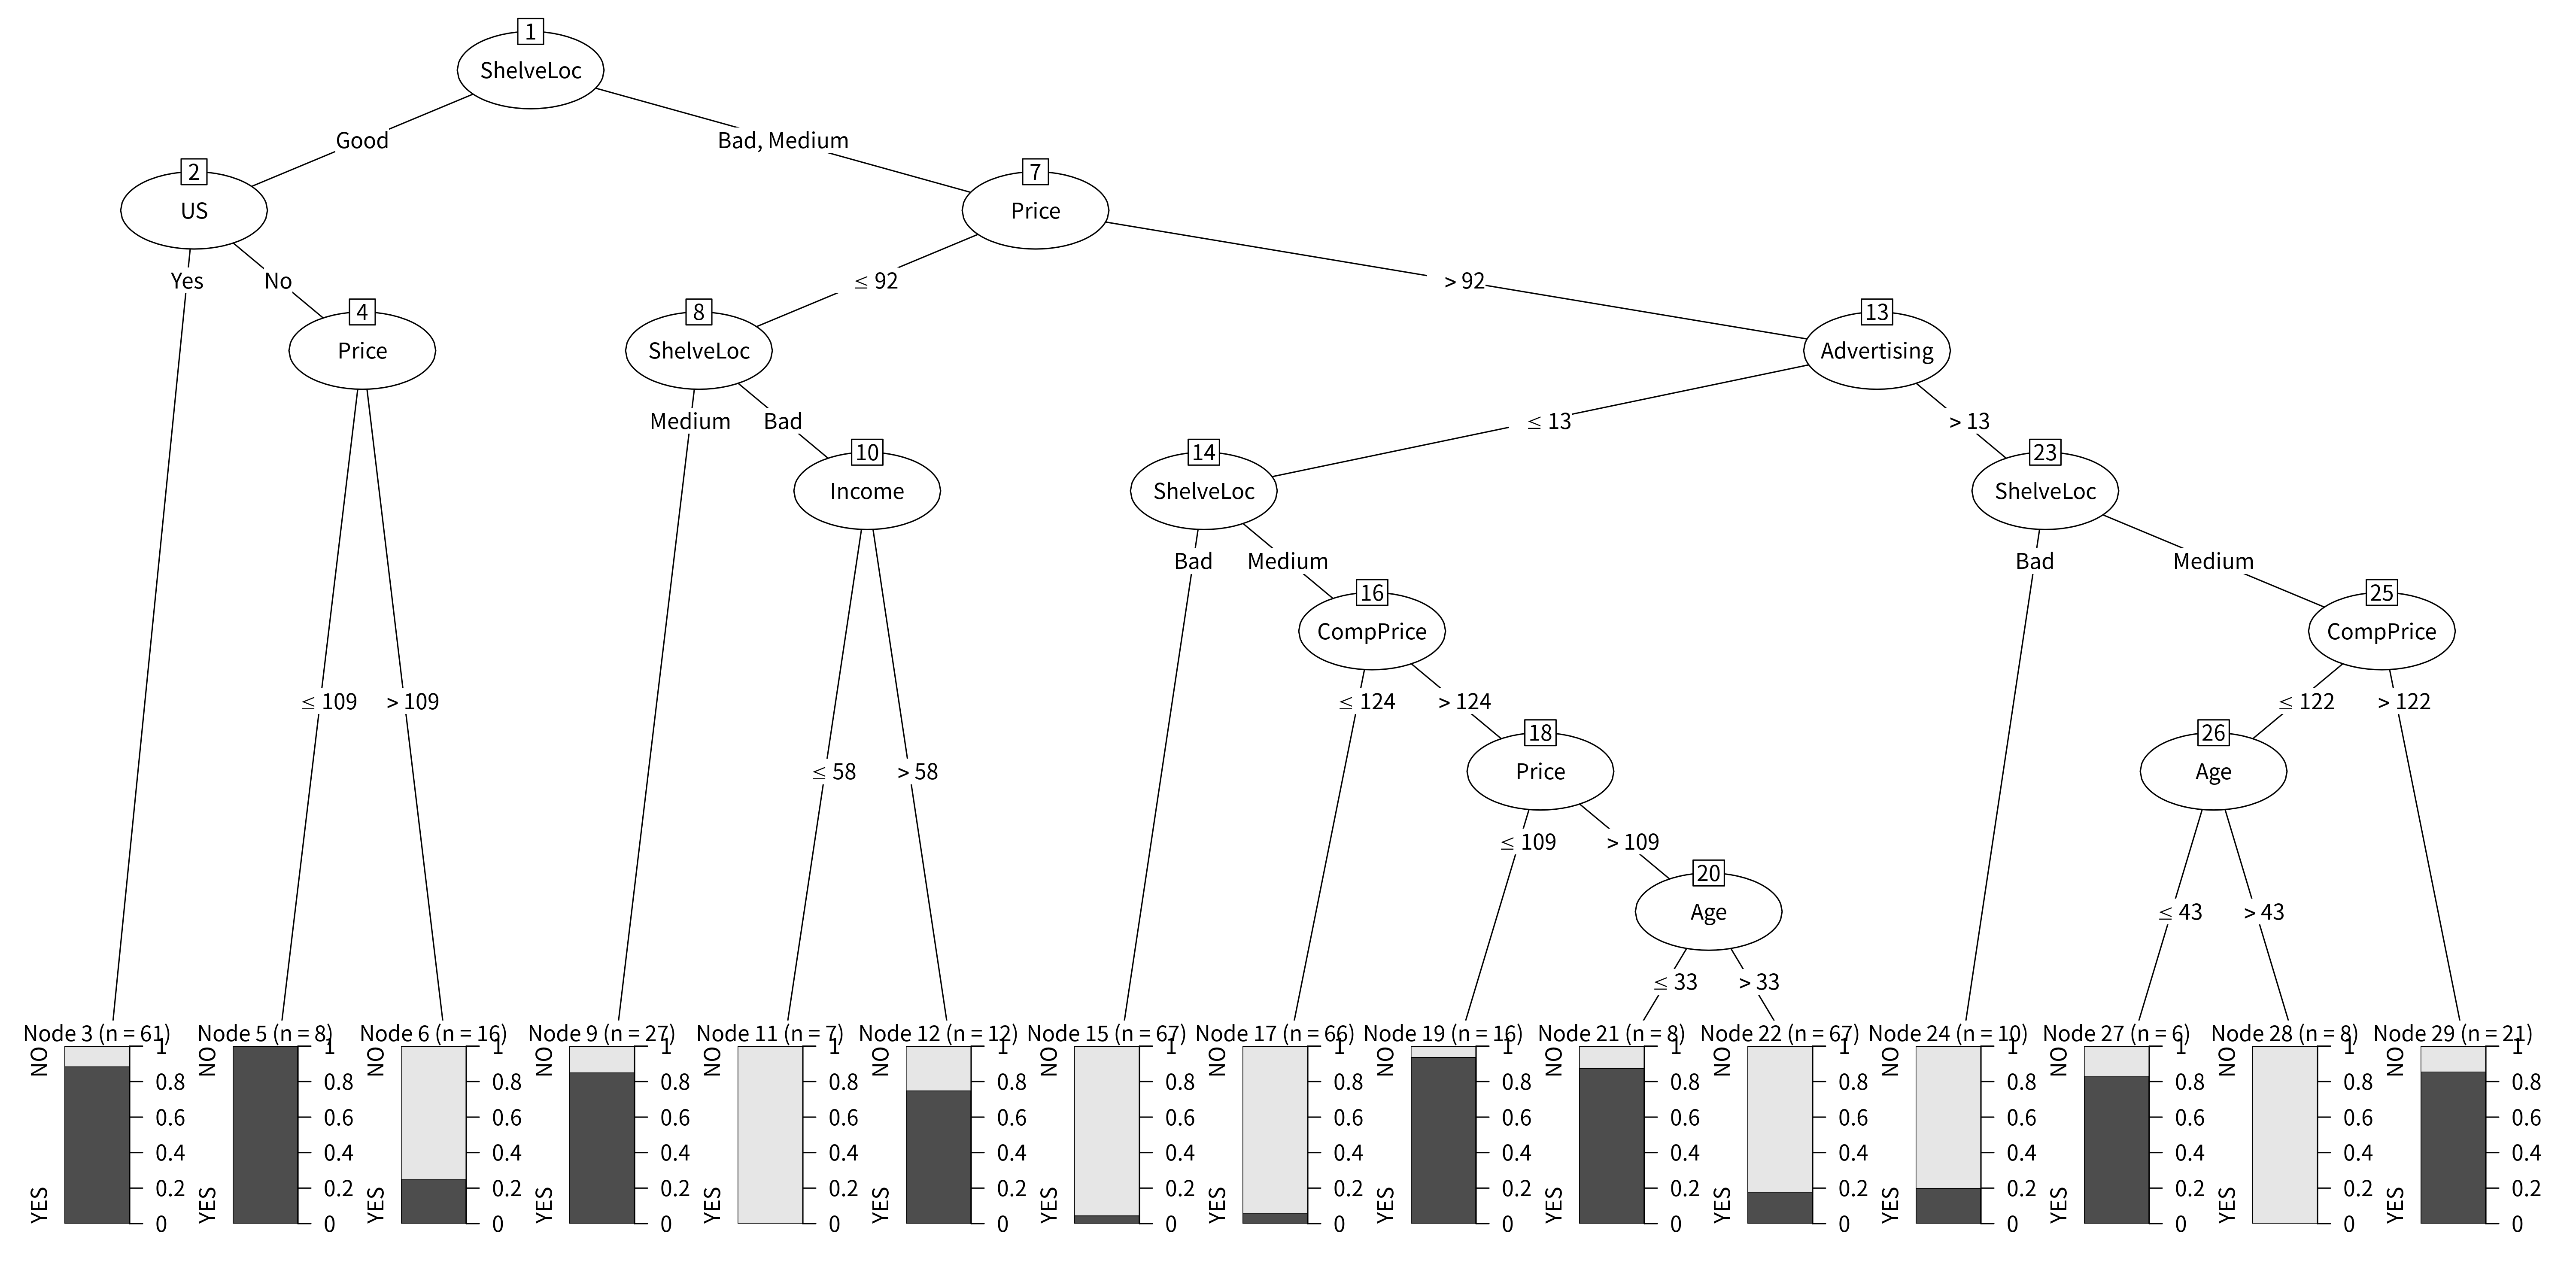 1
ShelveLoc
Good
Bad, Medium
2
US
7
Price
Yes
No
≤ 92
> 92
4
Price
8
ShelveLoc
13
Advertising
Medium
Bad
≤ 13
> 13
10
Income
14
ShelveLoc
23
ShelveLoc
Bad
Medium
Bad
Medium
16
CompPrice
25
CompPrice
≤ 109
> 109
≤ 124
> 124
≤ 122
> 122
18
Price
26
Age
≤ 58
> 58
≤ 109
> 109
20
Age
≤ 43
> 43
≤ 33
> 33
Node 3 (n = 61)
NO
YES
1
0.8
0.6
0.4
0.2
0
Node 5 (n = 8)
NO
YES
1
0.8
0.6
0.4
0.2
0
Node 6 (n = 16)
NO
YES
1
0.8
0.6
0.4
0.2
0
Node 9 (n = 27)
NO
YES
1
0.8
0.6
0.4
0.2
0
Node 11 (n = 7)
NO
YES
1
0.8
0.6
0.4
0.2
0
Node 12 (n = 12)
NO
YES
1
0.8
0.6
0.4
0.2
0
Node 15 (n = 67)
NO
YES
1
0.8
0.6
0.4
0.2
0
Node 17 (n = 66)
NO
YES
1
0.8
0.6
0.4
0.2
0
Node 19 (n = 16)
NO
YES
1
0.8
0.6
0.4
0.2
0
Node 21 (n = 8)
NO
YES
1
0.8
0.6
0.4
0.2
0
Node 22 (n = 67)
NO
YES
1
0.8
0.6
0.4
0.2
0
Node 24 (n = 10)
NO
YES
1
0.8
0.6
0.4
0.2
0
Node 27 (n = 6)
NO
YES
1
0.8
0.6
0.4
0.2
0
Node 28 (n = 8)
NO
YES
1
0.8
0.6
0.4
0.2
0
Node 29 (n = 21)
NO
YES
1
0.8
0.6
0.4
0.2
0